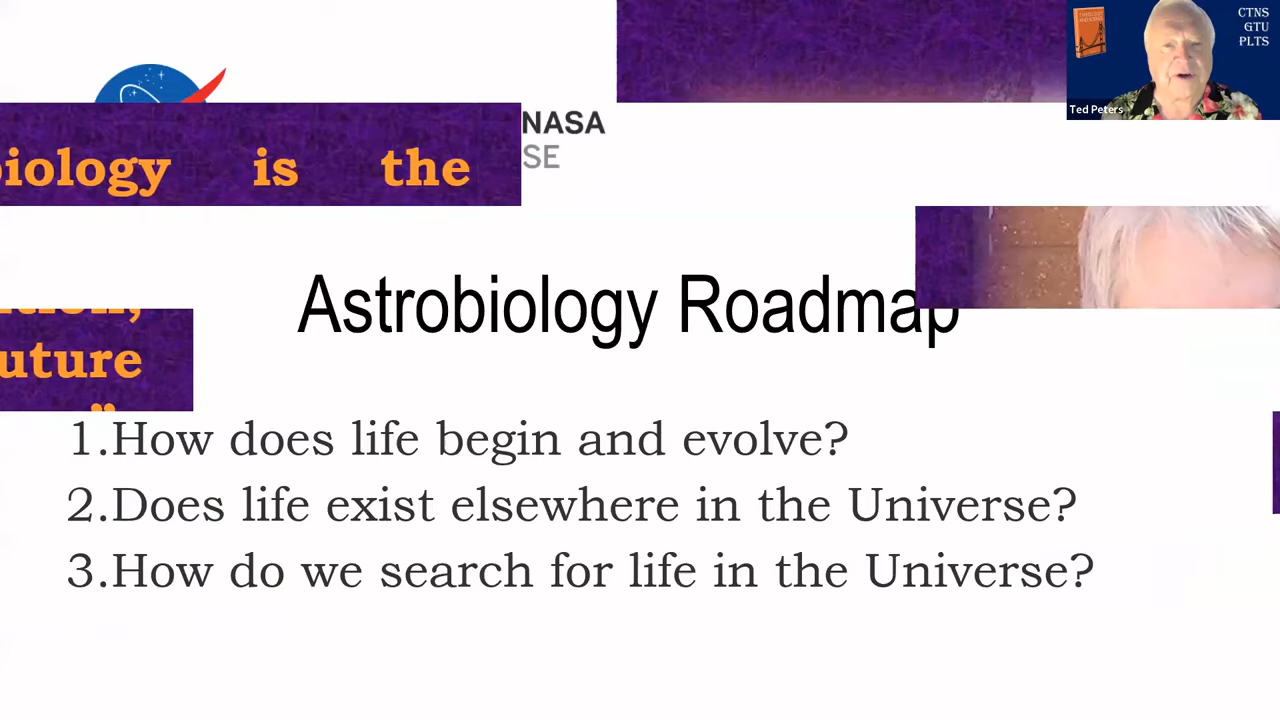 CTNS
GTU
PLTS
Ted Peters
NASA
SE
biology is the
Astrobiology Roadmap
uture
”
1.How does life begin and evolve?
2.Does life exist elsewhere in the Universe?
3.How do we search for life in the Universe?